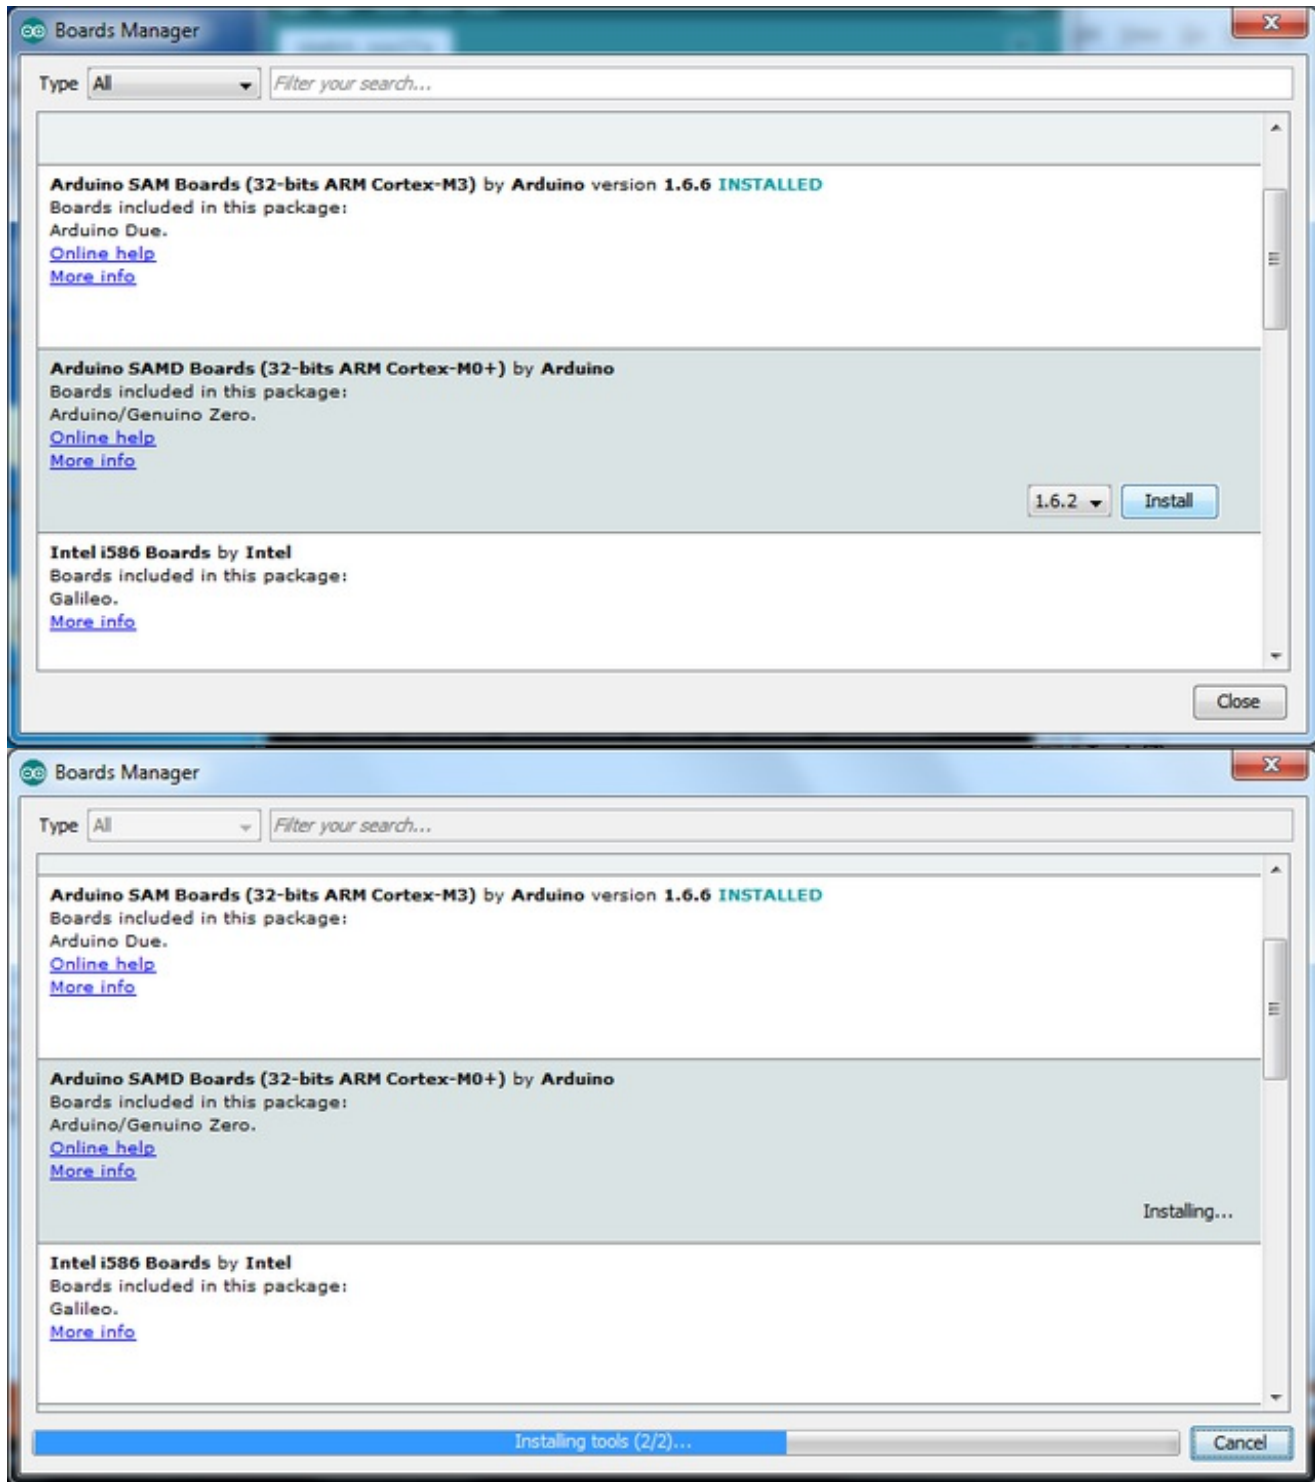 Boards Manager
Type All Filter your search...
Arduino SAM Boards (32-bits ARM Cortex-M3) by Arduino version 1.6.6 INSTALLED
Boards included in this package:
Arduino Due.
Online help
More info
Arduino SAMD Boards (32-bits ARM Cortex-M0+) by Arduino
Boards included in this package:
Arduino/Genuino Zero.
Online help
More info
1.6.2 Install
Intel i586 Boards by Intel
Boards included in this package:
Galileo.
More info
Close
Boards Manager
Type All Filter your search...
Arduino SAM Boards (32-bits ARM Cortex-M3) by Arduino version 1.6.6 INSTALLED
Boards included in this package:
Arduino Due.
Online help
More info
Arduino SAMD Boards (32-bits ARM Cortex-M0+) by Arduino
Boards included in this package:
Arduino/Genuino Zero.
Online help
More info
Installing...
Intel i586 Boards by Intel
Boards included in this package:
Galileo.
More info
Installing tools (2/2)... Cancel